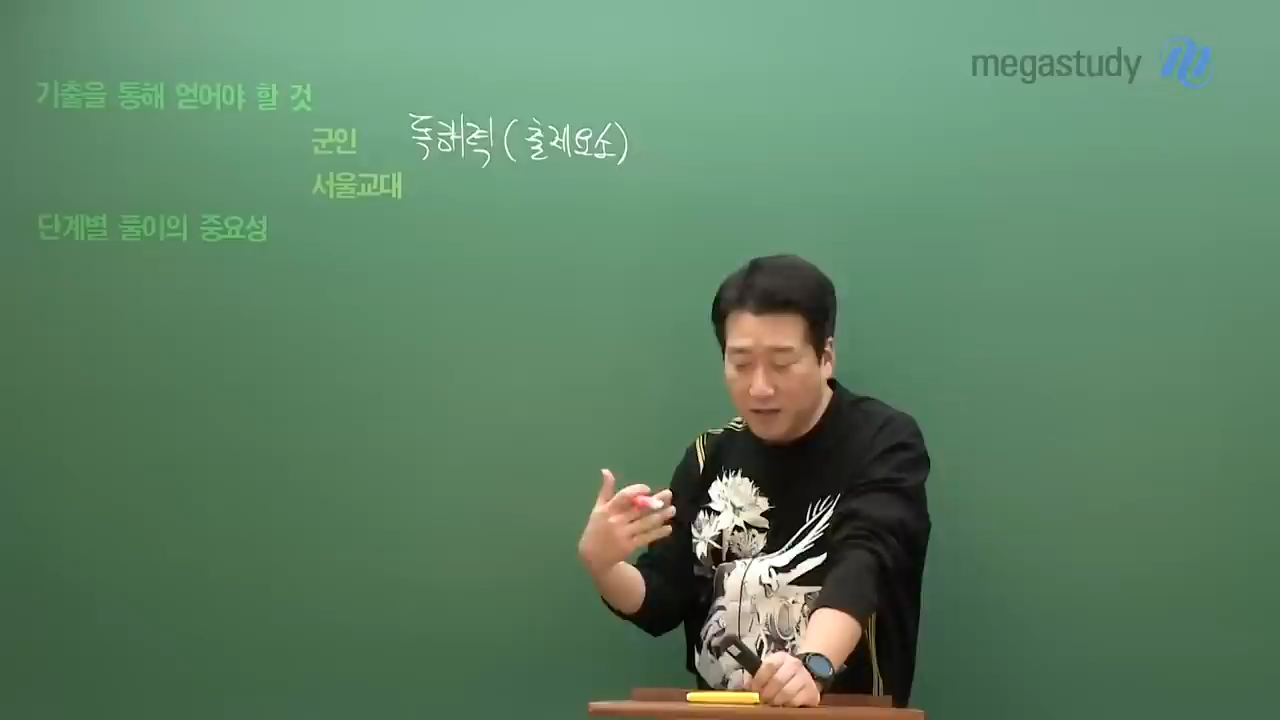 megastudy
기출을 통해 얻어야 할 것
군인 독해력 (출제요소)
서울교대
단계별 풀이의 중요성